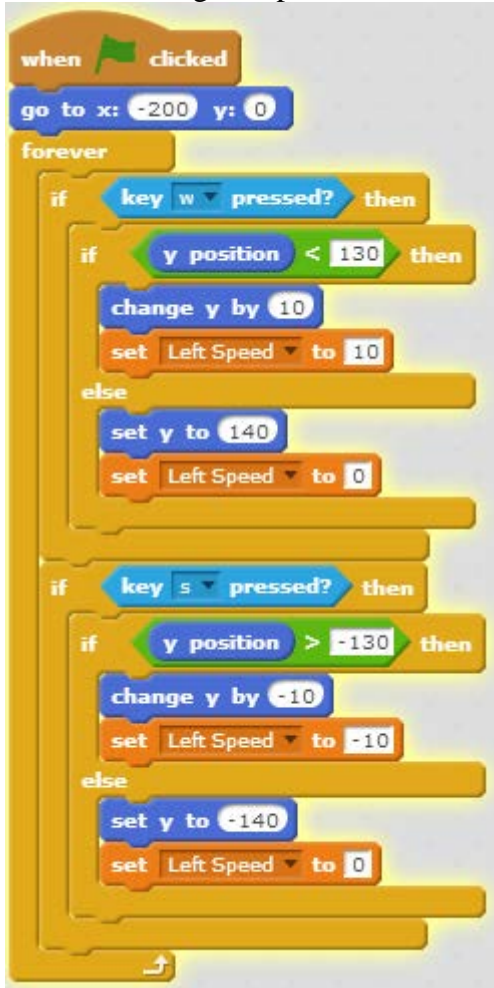 when clicked
go to x: -200 y: 0
forever
if key w pressed? then
if y position < 130 then
change y by 10
set Left Speed to 10
else
set y to 140
set Left Speed to 0
if key s pressed? then
if y position > -130 then
change y by -10
set Left Speed to -10
else
set y to -140
set Left Speed to 0